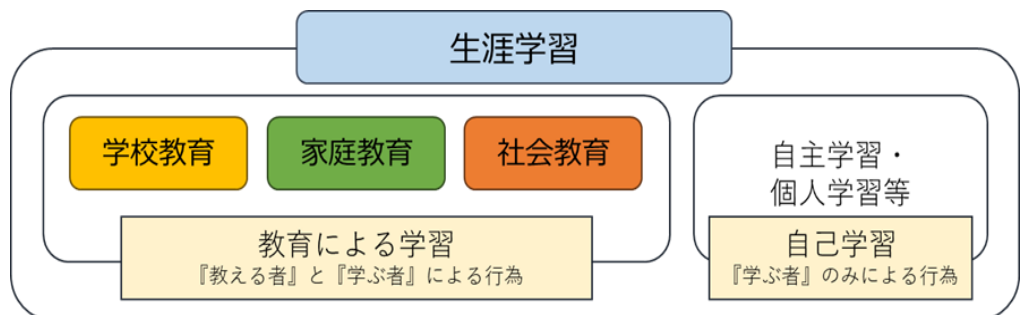 生涯学習
学校教育
家庭教育
社会教育
自主学習・
個人学習等
教育による学習
『教える者』と『学ぶ者』による行為
自己学習
『学ぶ者』のみによる行為